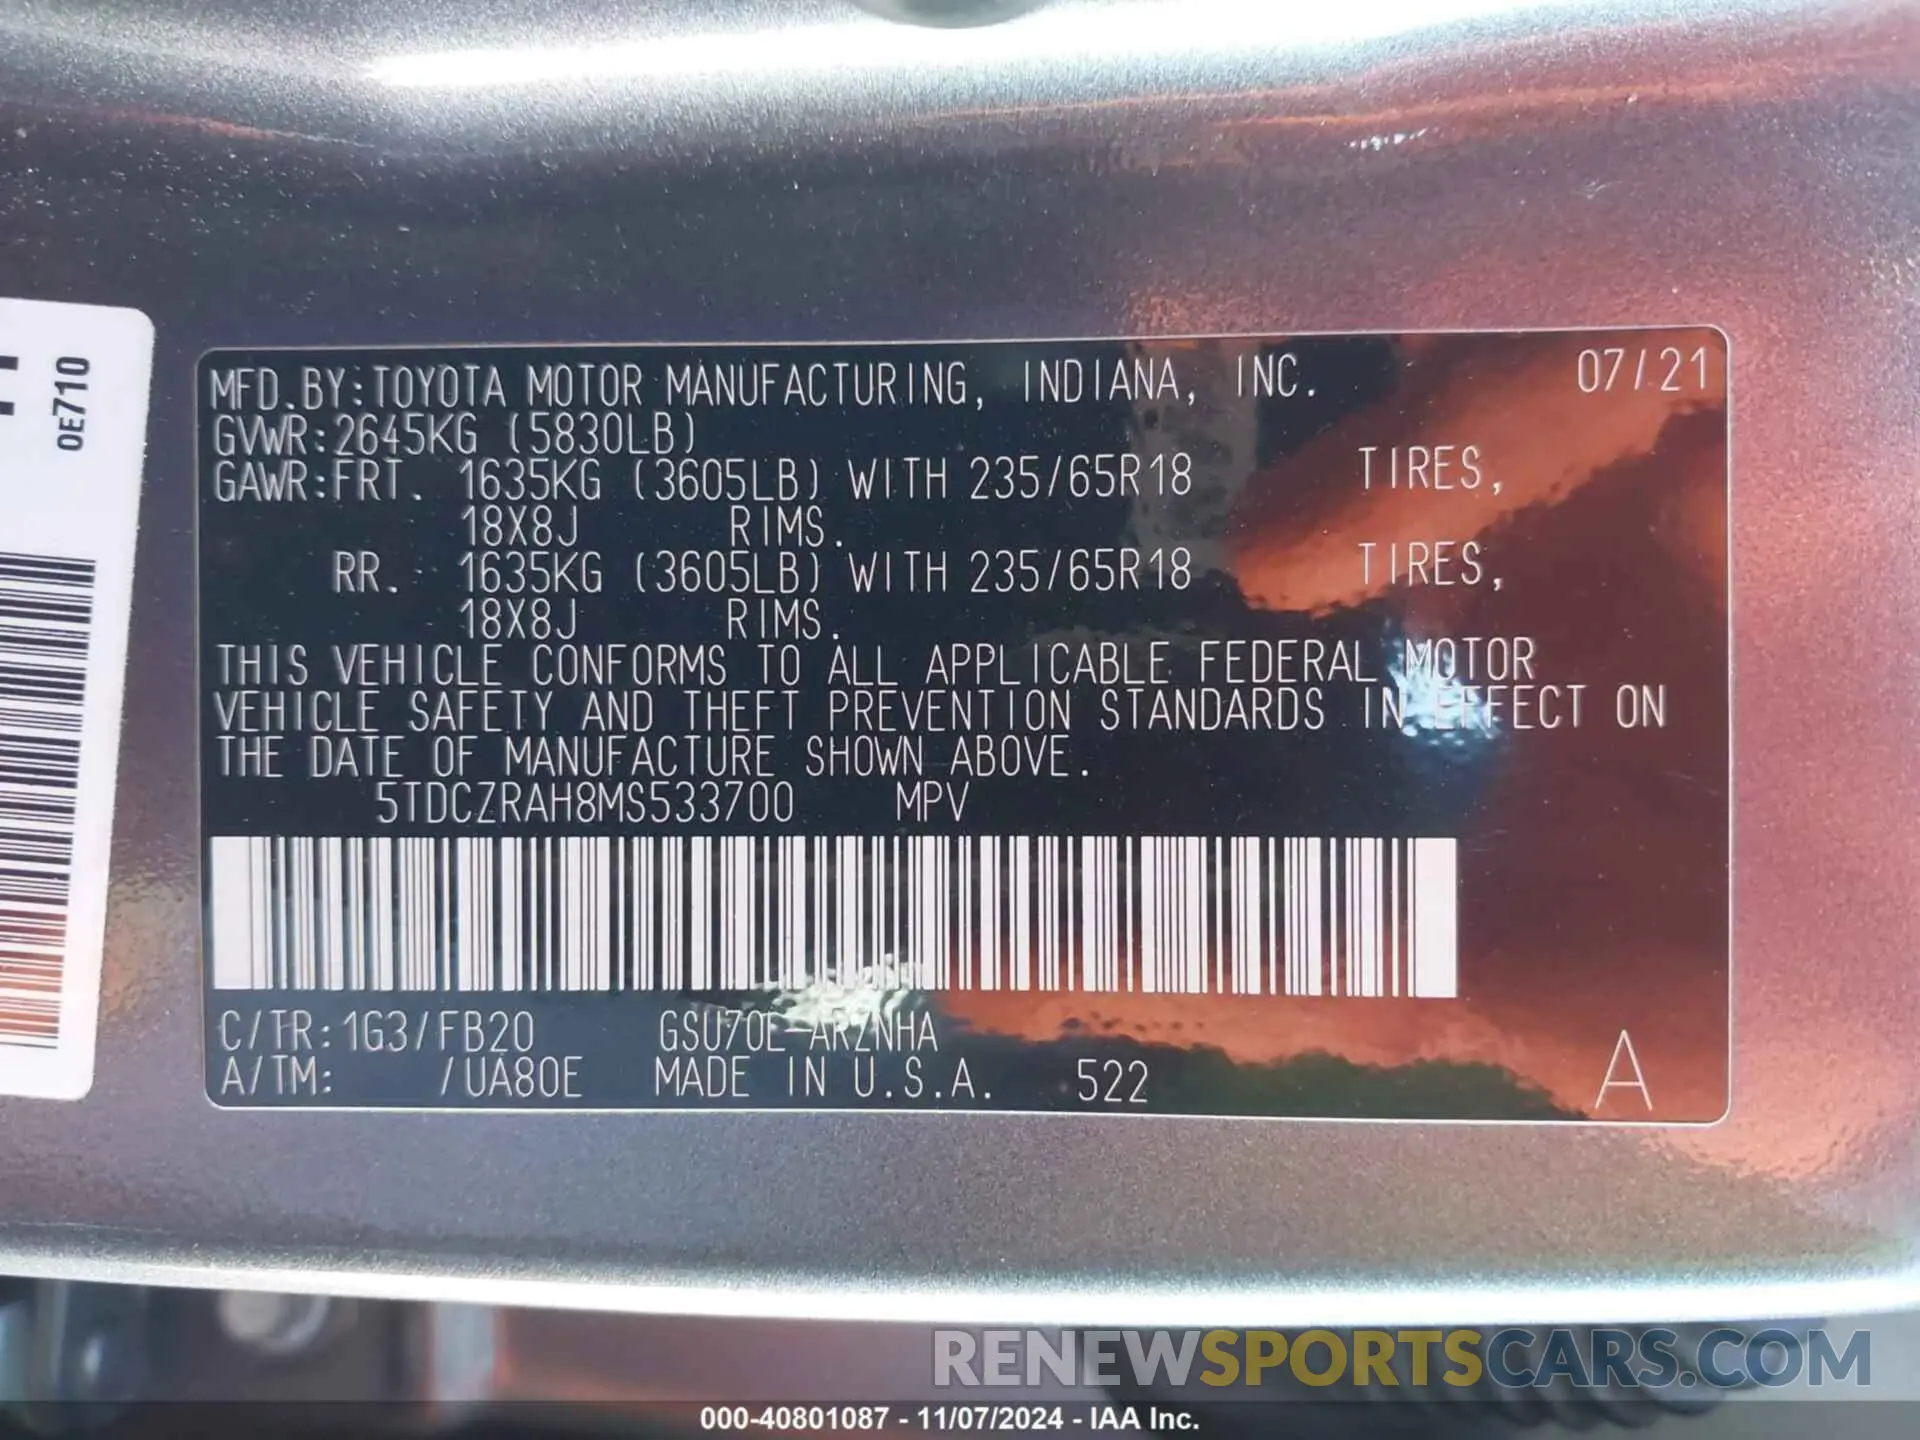 MFD.BY:TOYOTA MOTOR MANUFACTURING, INDIANA, INC. 07/21
GVWR:2645KG (5830LB)
GAWR:FRT. 1635KG (3605LB) WITH 235/65R18 TIRES,
18X8J RIMS.
RR. 1635KG (3605LB) WITH 235/65R18 TIRES,
18X8J RIMS.
THIS VEHICLE CONFORMS TO ALL APPLICABLE FEDERAL MOTOR
VEHICLE SAFETY AND THEFT PREVENTION STANDARDS IN EFFECT ON
THE DATE OF MANUFACTURE SHOWN ABOVE.
5TDCZRAH8MS533700 MPV
C/TR:1G3/FB20 GSU70L-ARZNHA
A/TM: /UA80E MADE IN U.S.A. 522 A
0E710
RENEWSPORTSCARS.COM
000-40801087 - 11/07/2024 - IAA Inc.